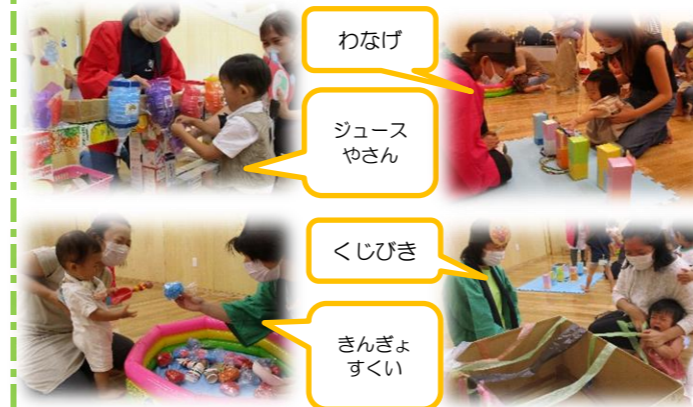 わなげ
ジュース
やさん
くじびき
きんぎょ
すくい